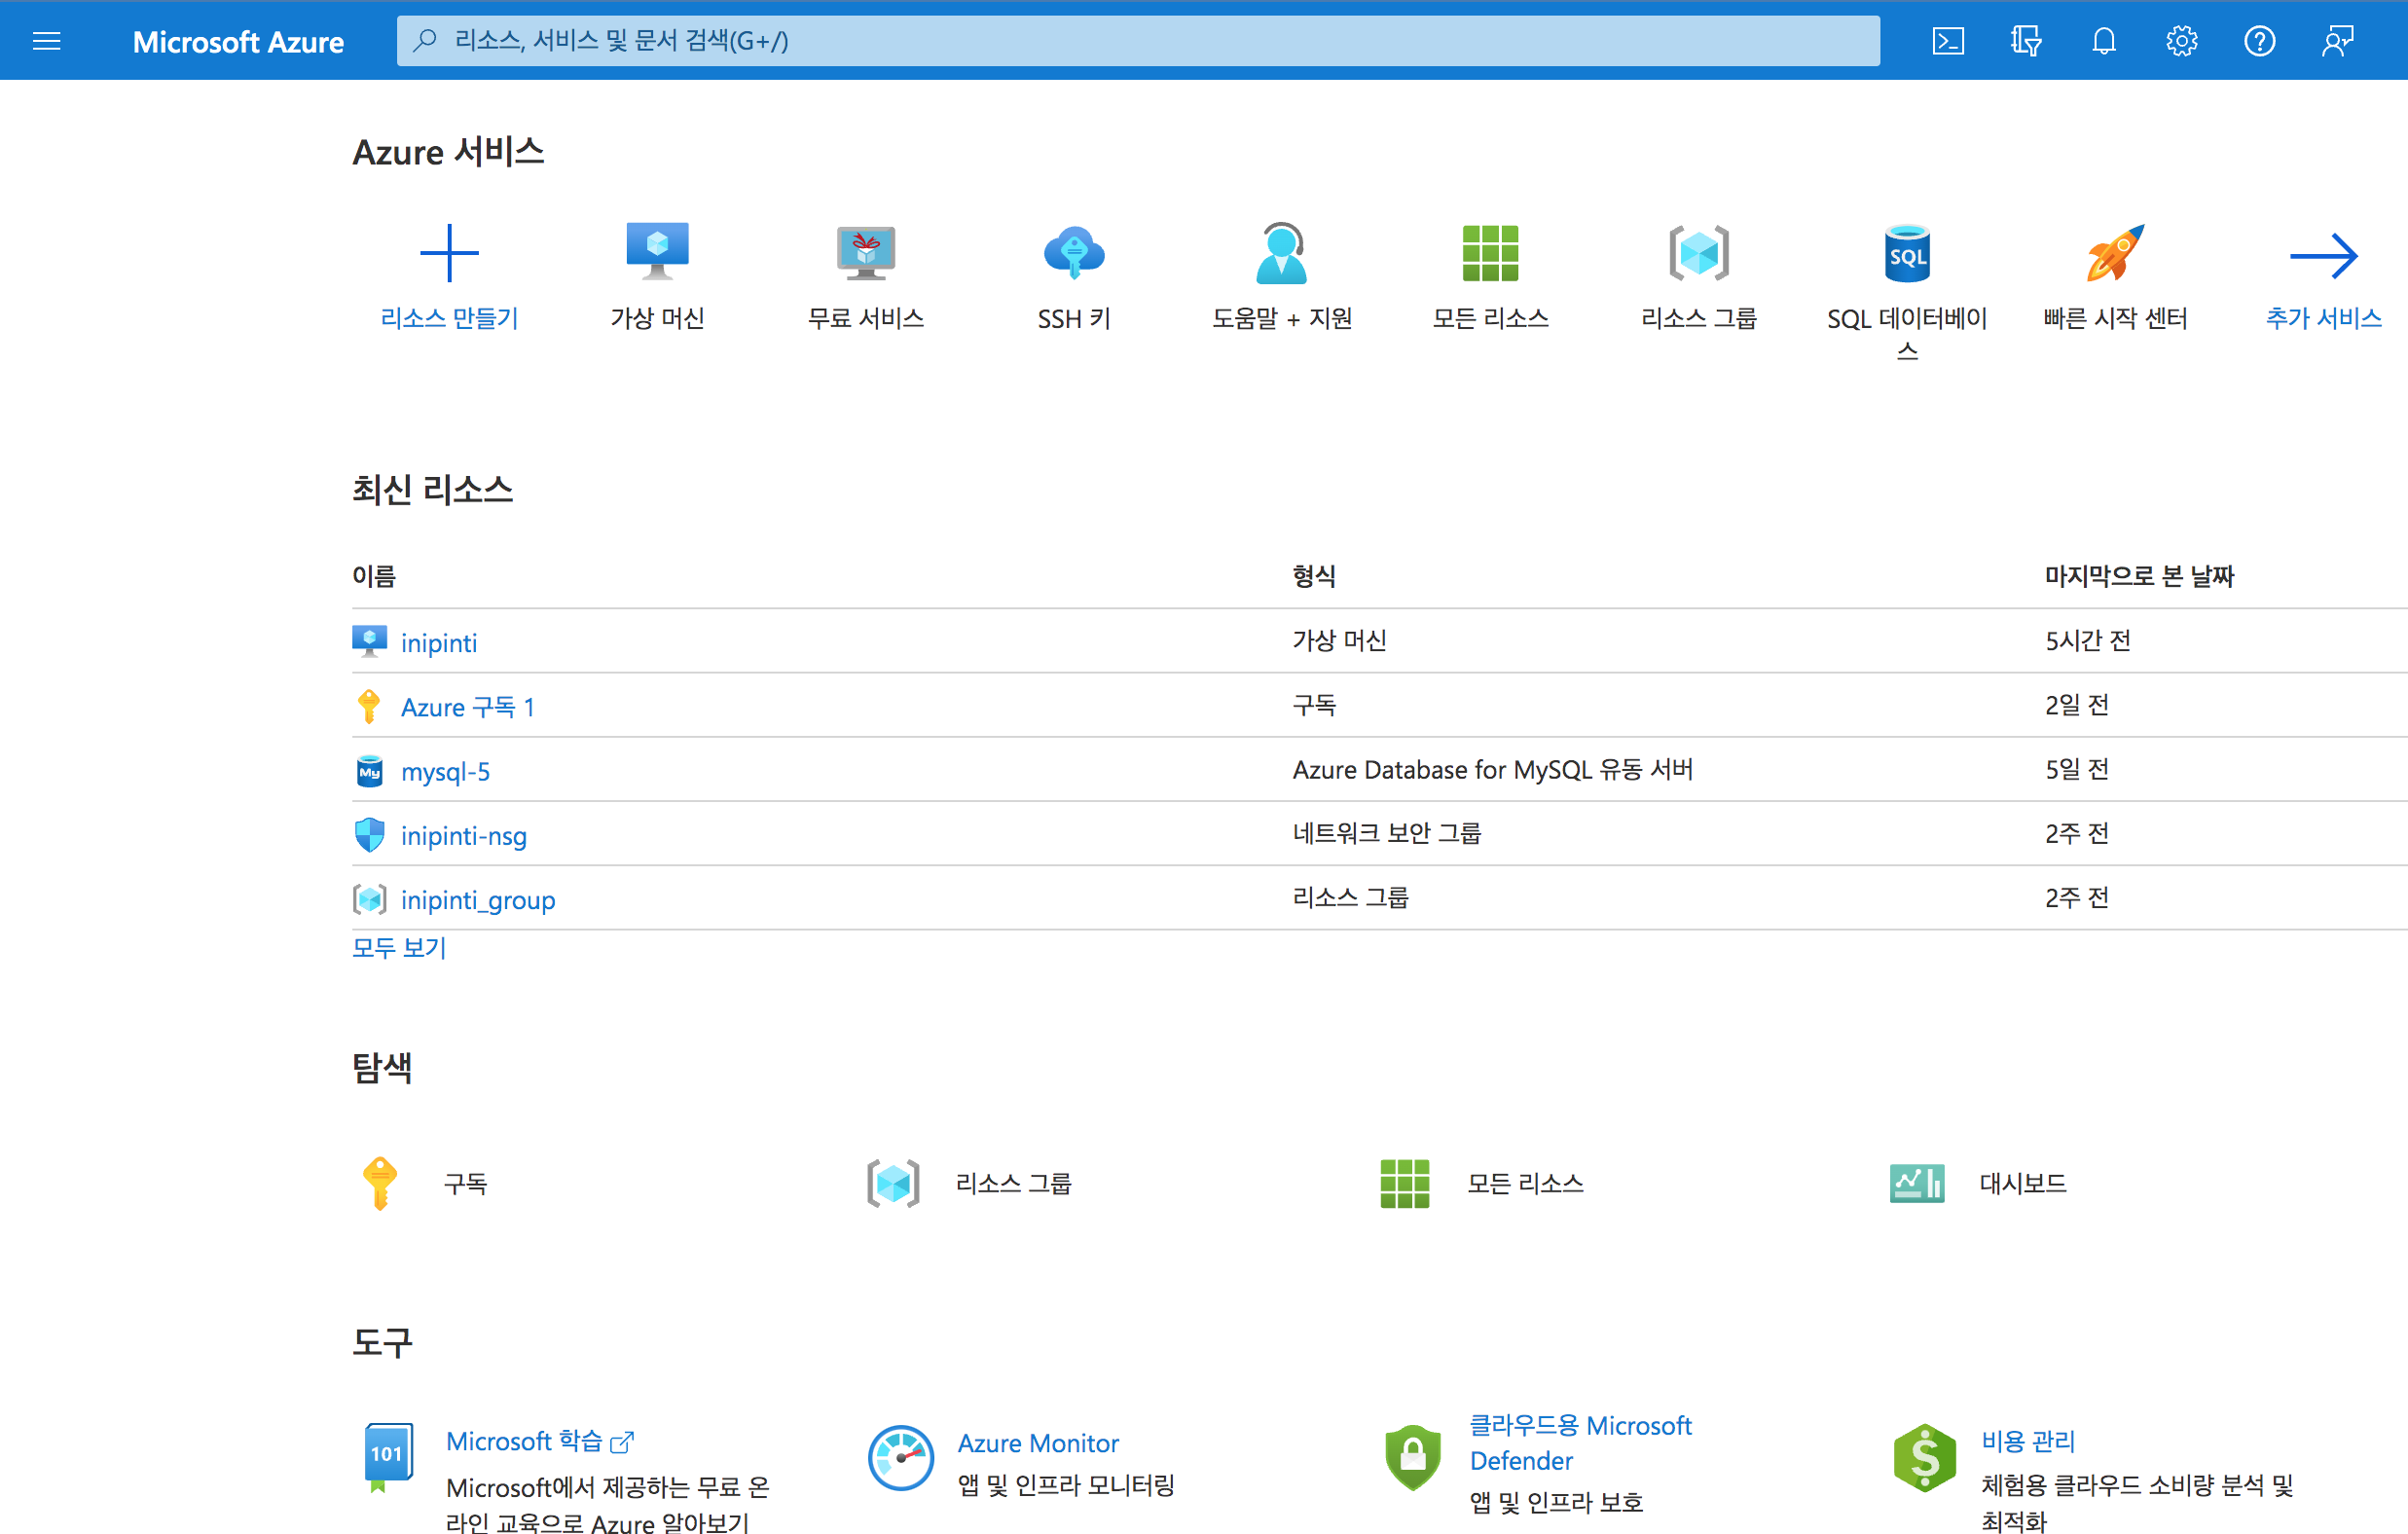 Microsoft Azure
리소스, 서비스 및 문서 검색(G+/)
Azure 서비스
리소스 만들기
가상 머신
무료 서비스
SSH 키
도움말 + 지원
모든 리소스
리소스 그룹
SQL
SQL 데이터베이
스
빠른 시작 센터
추가 서비스
최신 리소스
이름 형식 마지막으로 본 날짜
inipinti 가상 머신 5시간 전
Azure 구독 1 구독 2일 전
My mysql-5 Azure Database for MySQL 유동 서버 5일 전
inipinti-nsg 네트워크 보안 그룹 2주 전
inipinti_group 리소스 그룹 2주 전
모두 보기
탐색
구독
리소스 그룹
모든 리소스
대시보드
도구
101
Microsoft 학습
Microsoft에서 제공하는 무료 온
라인 교육으로 Azure 알아보기
Azure Monitor
앱 및 인프라 모니터링
클라우드용 Microsoft
Defender
앱 및 인프라 보호
비용 관리
체험용 클라우드 소비량 분석 및
최적화